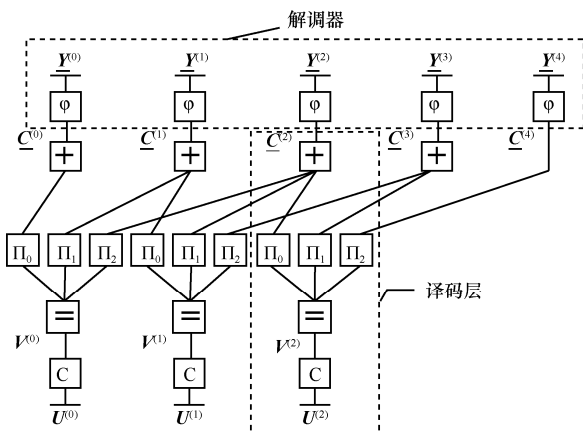 解调器
Y(0) Y(1) Y(2) Y(3) Y(4)
φ φ φ φ φ
C(0) C(1) C(2) C(3) C(4)
+ + + +
Π0 Π1 Π2 Π0 Π1 Π2 Π0 Π1 Π2
= = =
译码层
V(0) V(1) V(2)
C C C
U(0) U(1) U(2)